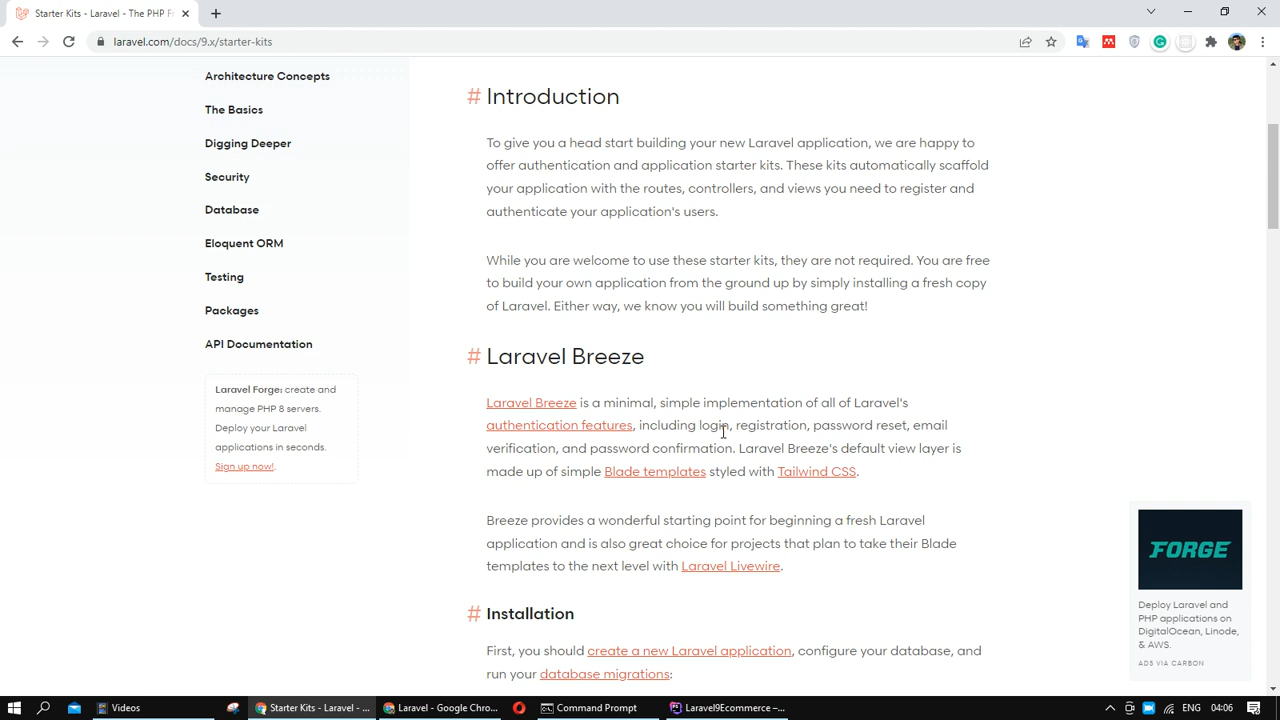 Starter Kits - Laravel - The PHP F
laravel.com/docs/9.x/starter-kits
Architecture Concepts
The Basics
Digging Deeper
Security
Database
Eloquent ORM
Testing
Packages
API Documentation
Laravel Forge: create and
manage PHP 8 servers.
Deploy your Laravel
applications in seconds.
Sign up now!.
# Introduction
To give you a head start building your new Laravel application, we are happy to
offer authentication and application starter kits. These kits automatically scaffold
your application with the routes, controllers, and views you need to register and
authenticate your application's users.
While you are welcome to use these starter kits, they are not required. You are free
to build your own application from the ground up by simply installing a fresh copy
of Laravel. Either way, we know you will build something great!
# Laravel Breeze
Laravel Breeze is a minimal, simple implementation of all of Laravel's
authentication features, including login, registration, password reset, email
verification, and password confirmation. Laravel Breeze's default view layer is
made up of simple Blade templates styled with Tailwind CSS.
Breeze provides a wonderful starting point for beginning a fresh Laravel
application and is also great choice for projects that plan to take their Blade
templates to the next level with Laravel Livewire.
# Installation
First, you should create a new Laravel application, configure your database, and
run your database migrations:
FORGE
Deploy Laravel and
PHP applications on
DigitalOcean, Linode,
& AWS.
ADS VIA CARBON
Videos
Starter Kits - Laravel - ...
Laravel - Google Chro...
Command Prompt
Laravel9Ecommerce –...
ENG
04:06